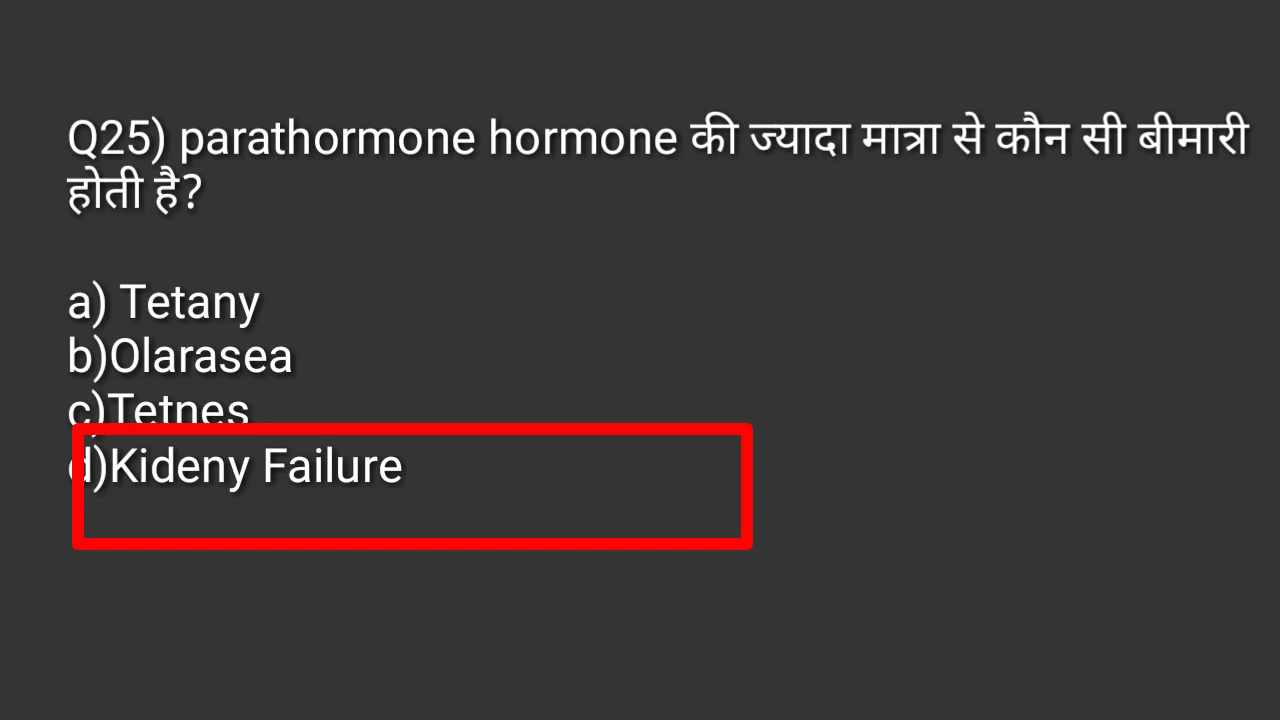 Q25) parathormone hormone की ज्यादा मात्रा से कौन सी बीमारी
होती है?
a) Tetany
b)Olarasea
c)Tetnes
d)Kideny Failure